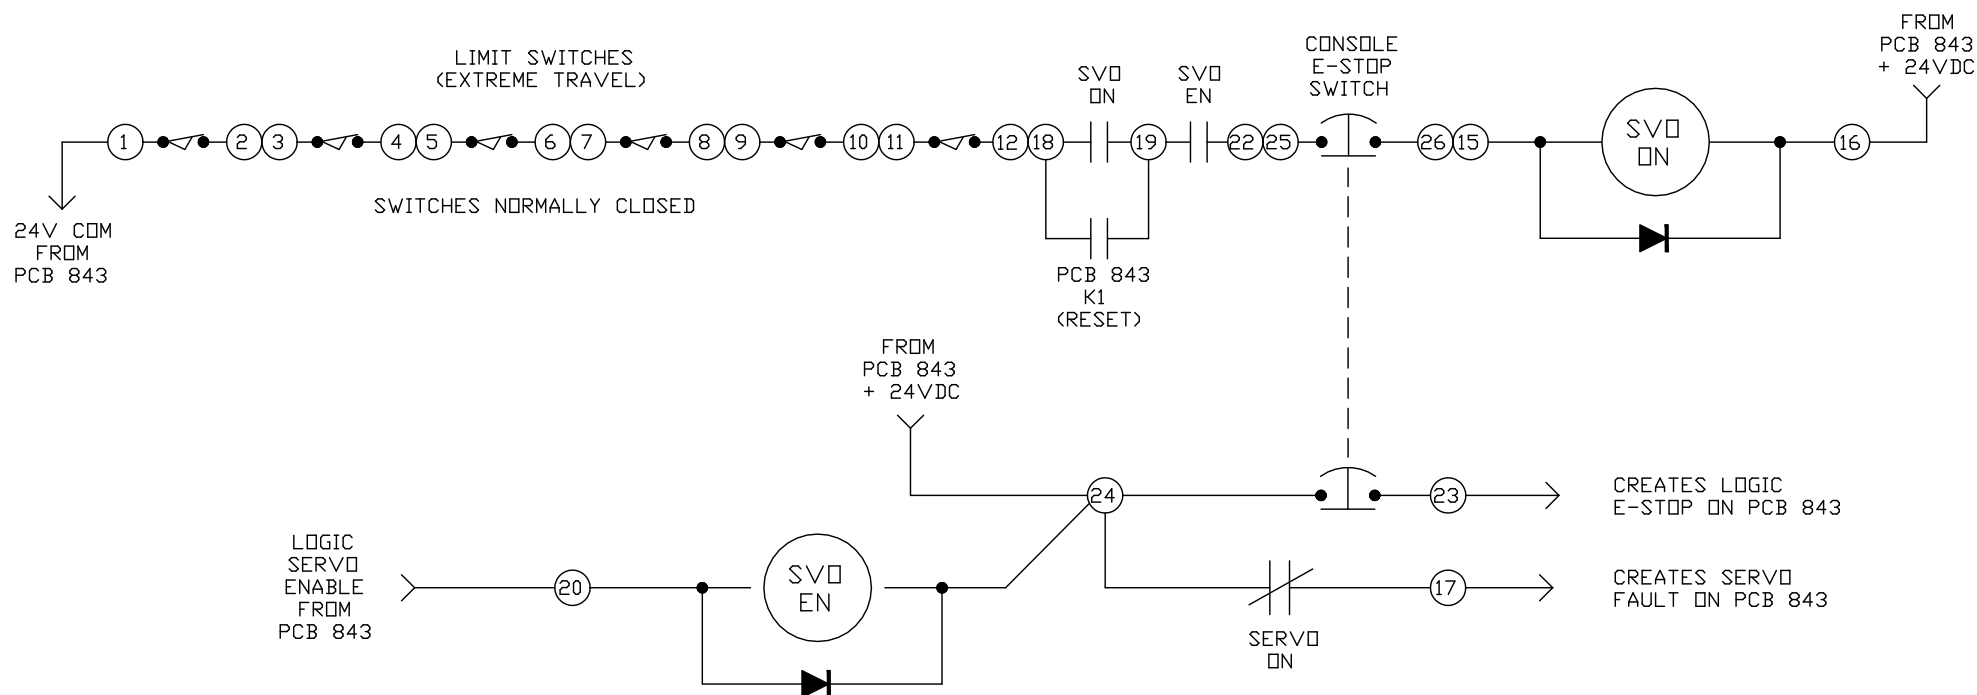 FROM
PCB 843
+ 24VDC
CONSOLE
E-STOP
SWITCH
LIMIT SWITCHES
(EXTREME TRAVEL)
SVO
ON
SVO
EN
1
2
3
4
5
6
7
8
9
10
11
12
18
19
22
25
26
15
SVO
ON
16
SWITCHES NORMALLY CLOSED
24V COM
FROM
PCB 843
PCB 843
K1
(RESET)
FROM
PCB 843
+ 24VDC
24
23
CREATES LOGIC
E-STOP ON PCB 843
LOGIC
SERVO
ENABLE
FROM
PCB 843
20
SVO
EN
17
CREATES SERVO
FAULT ON PCB 843
SERVO
ON